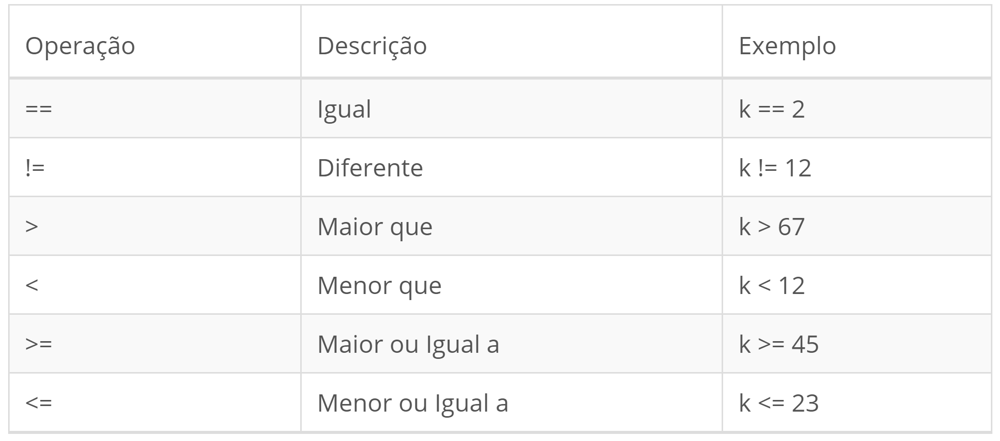 Operação Descrição Exemplo
== Igual k == 2
!= Diferente k != 12
> Maior que k > 67
< Menor que k < 12
>= Maior ou Igual a k >= 45
<= Menor ou Igual a k <= 23